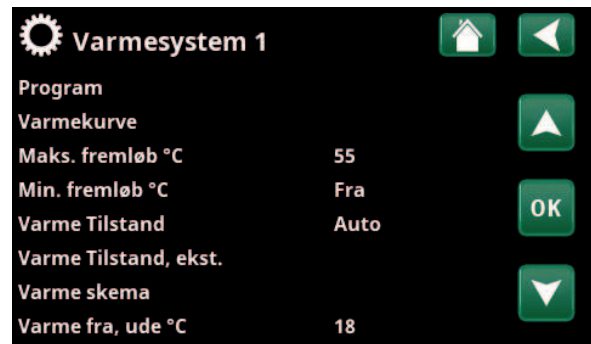 Varmesystem 1
Program
Varmekurve
Maks. fremløb °C 55
Min. fremløb °C Fra
Varme Tilstand Auto
OK
Varme Tilstand, ekst.
Varme skema
Varme fra, ude °C 18